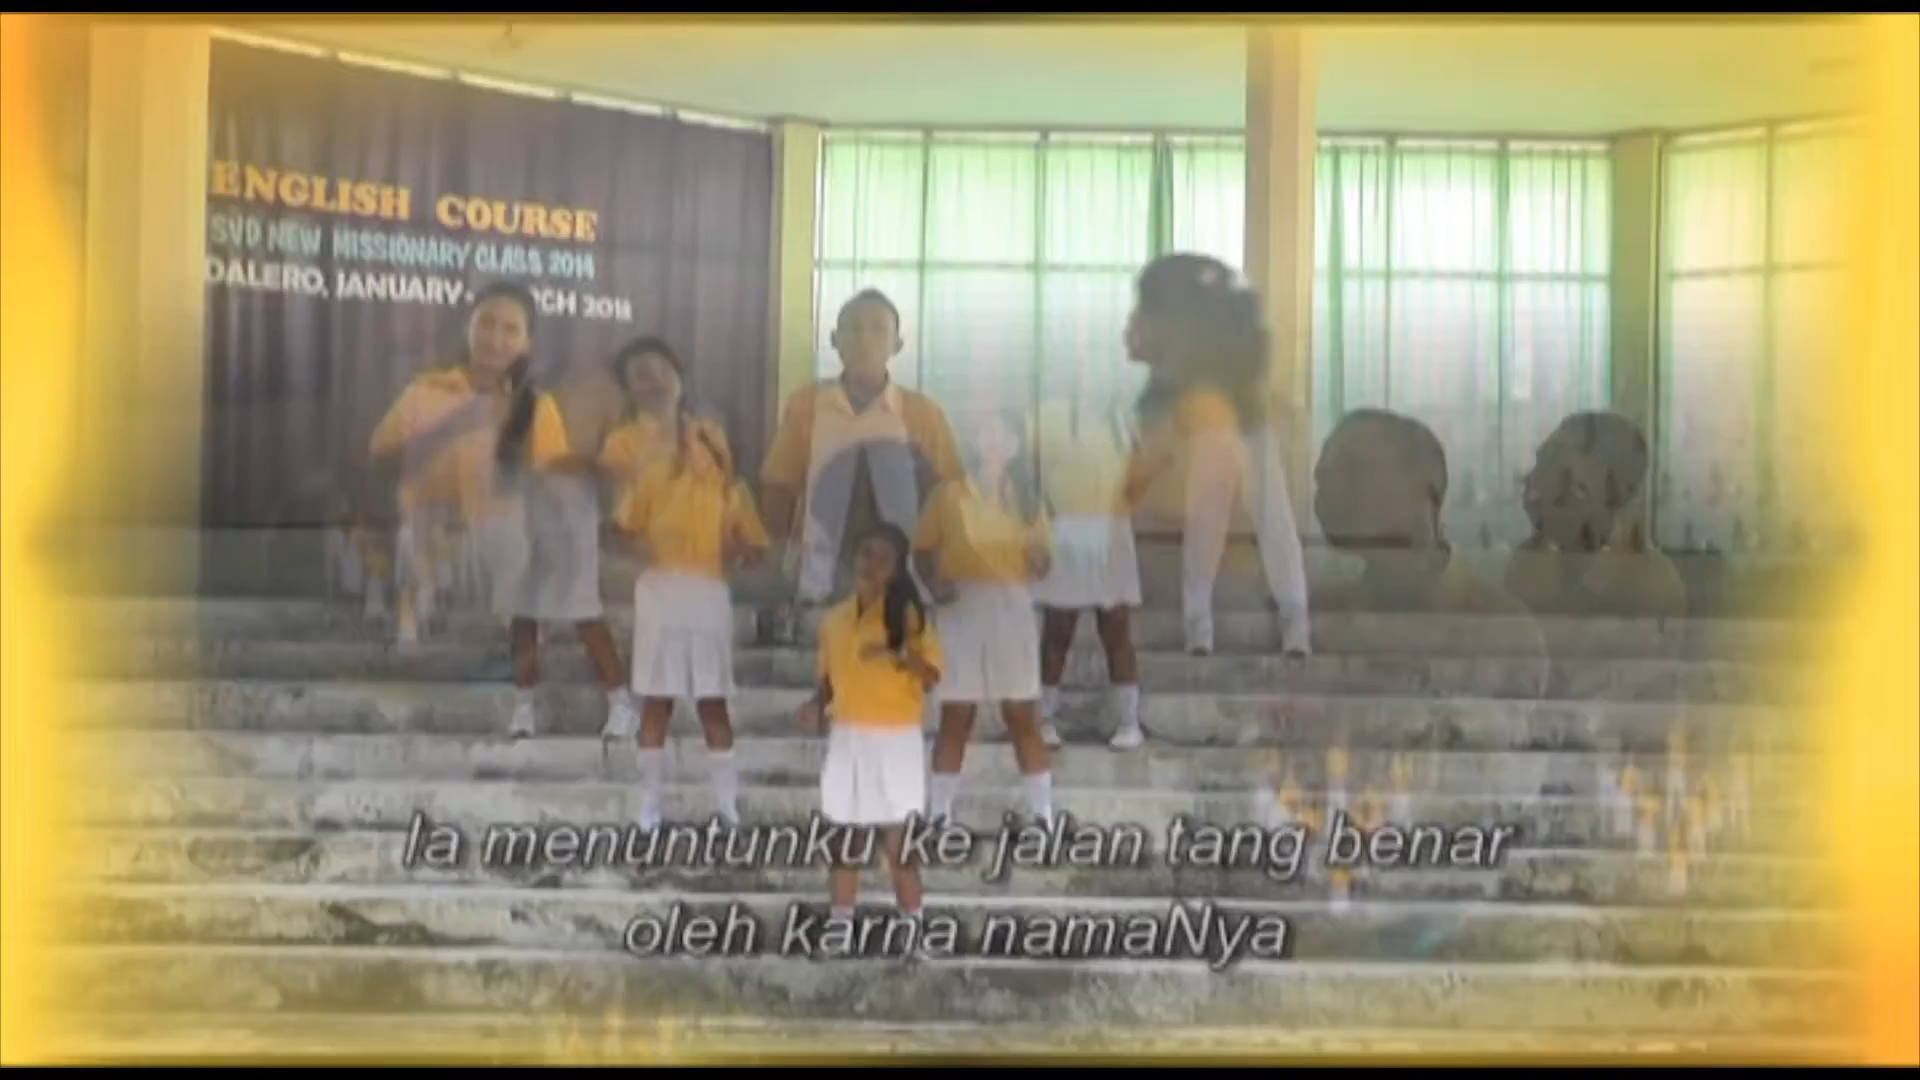 ENGLISH COURSE
SVD NEW MISSIONARY CLASS 2014
DALERO, JANUARY-
Ia menuntunku ke jalan tang benar
oleh karna namaNya